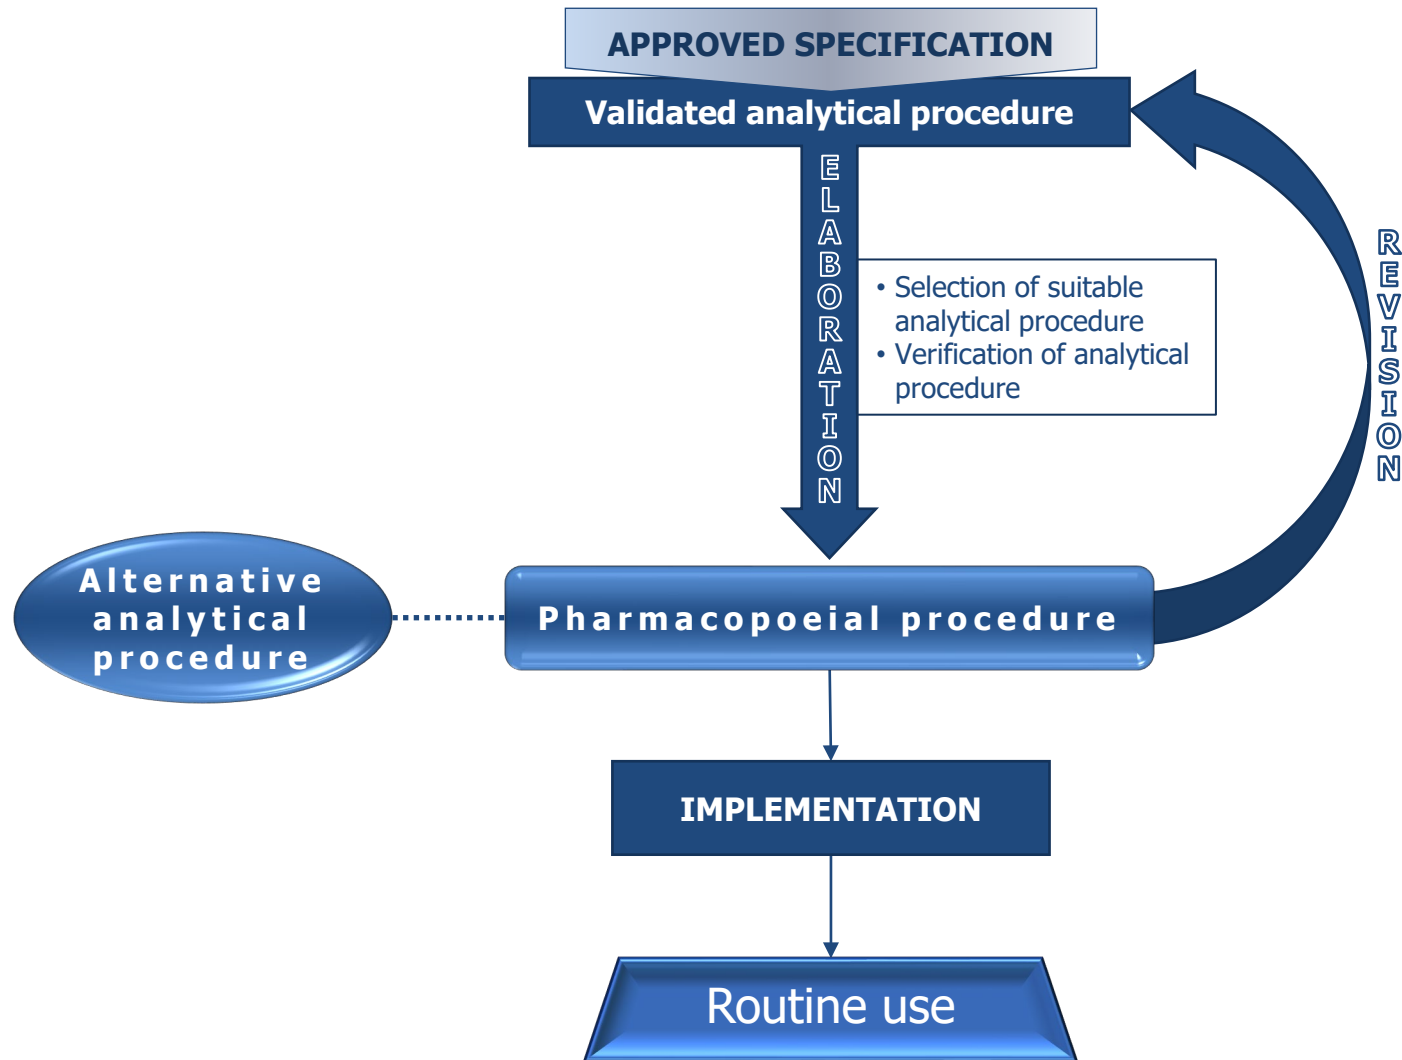 APPROVED SPECIFICATION
Validated analytical procedure
ELABORATION
• Selection of suitable
analytical procedure
• Verification of analytical
procedure
REVISION
Alternative
analytical
procedure
Pharmacopoeial procedure
IMPLEMENTATION
Routine use